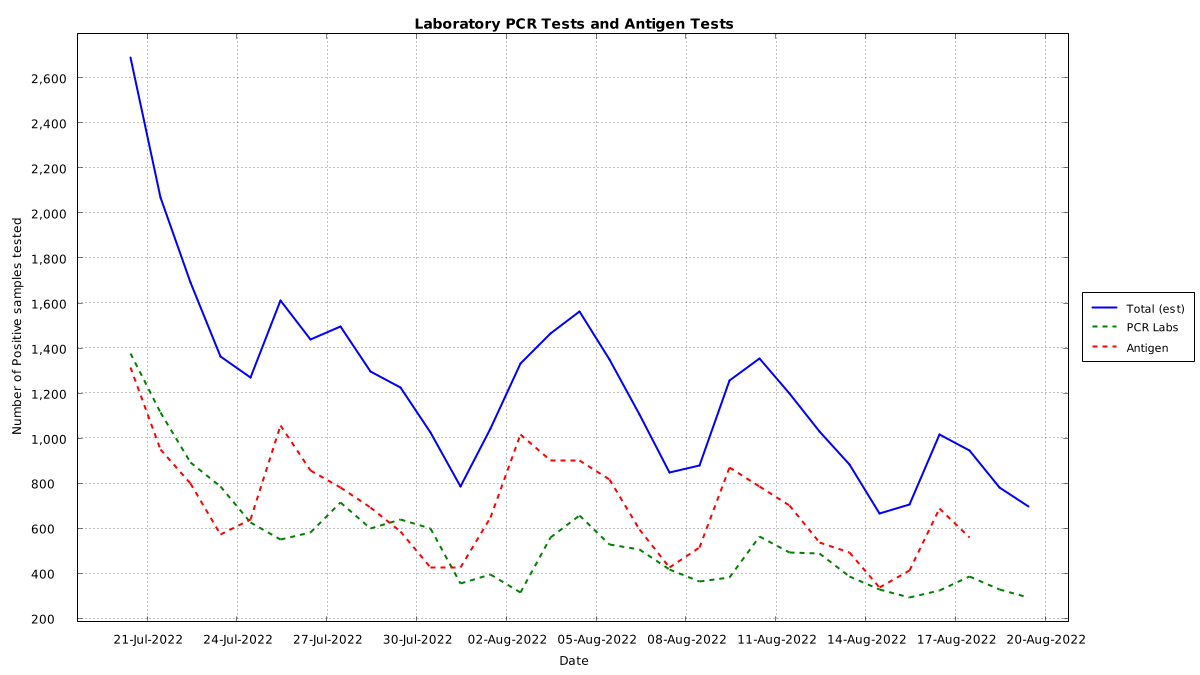 Laboratory PCR Tests and Antigen Tests
Number of Positive samples tested
2,600
2,400
2,200
2,000
1,800
1,600
1,400
1,200
1,000
800
600
400
200
21-Jul-2022 24-Jul-2022 27-Jul-2022 30-Jul-2022 02-Aug-2022 05-Aug-2022 08-Aug-2022 11-Aug-2022 14-Aug-2022 17-Aug-2022 20-Aug-2022
Date
Total (est)
PCR Labs
Antigen